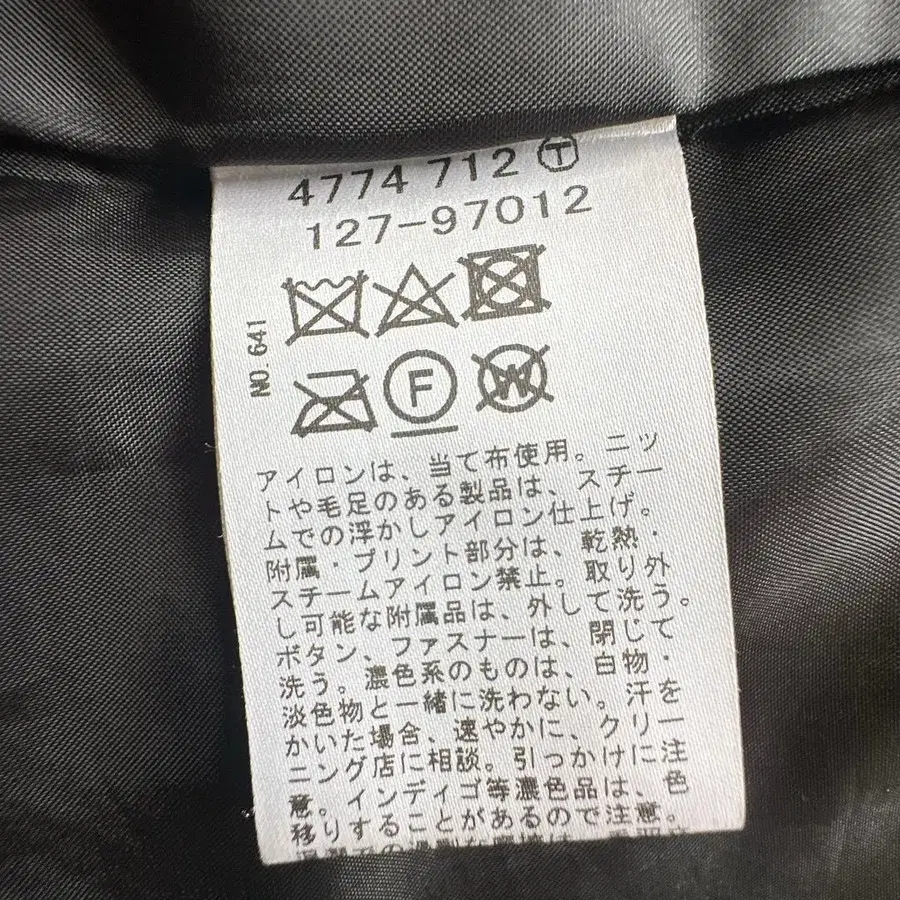 4774 712 Ⓣ
127-97012
NO. 641
F
W
アイロンは、当て布使用。ニッ
トや毛足のある製品は、スチー
ムでの浮かしアイロン仕上げ。
附属・プリント部分は、乾熱・
スチームアイロン禁止。取り外
し可能な附属品は、外して洗う。
ボタン、ファスナーは、閉じて
洗う。濃色系のものは、白物・
淡色物と一緒に洗わない。汗を
かいた場合、速やかに、クリー
ニング店に相談。引っかけに注
意。インディゴ等濃色品は、色
移りすることがあるので注意。